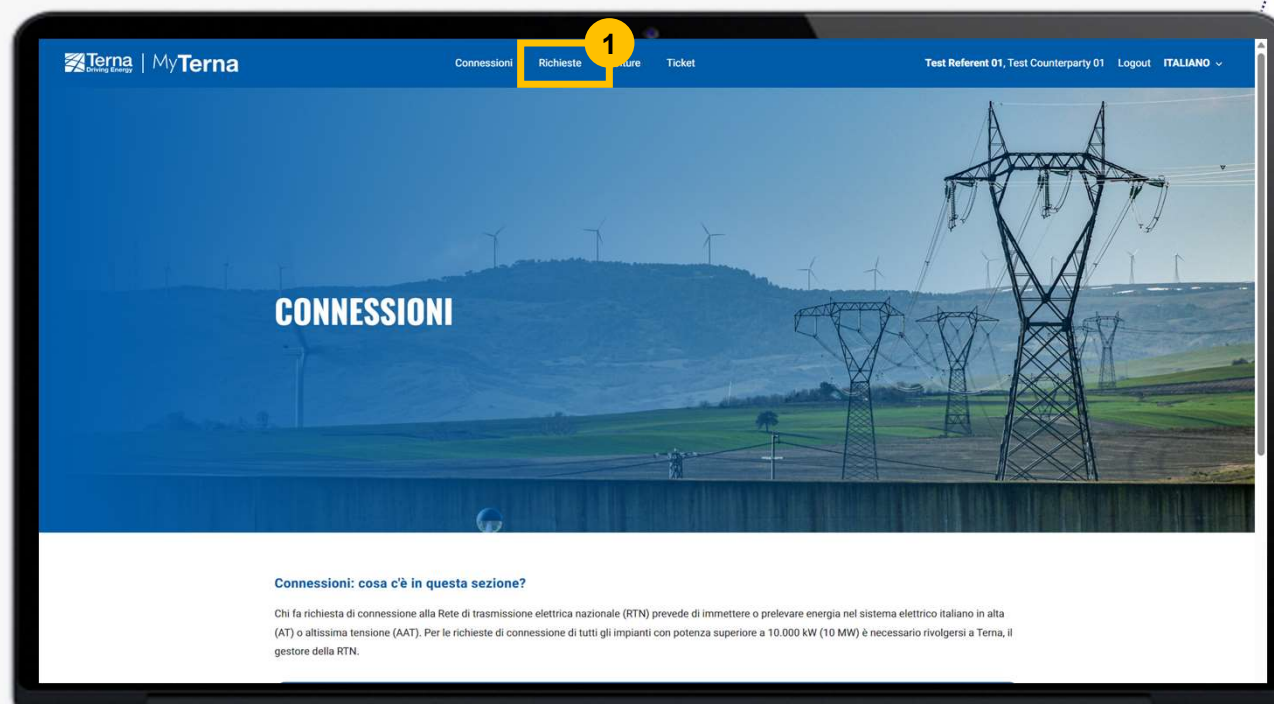 1
Terna
Driving Energy
MyTerna
Connessioni Richieste Ticket
Test Referent 01, Test Counterparty 01 Logout ITALIANO
CONNESSIONI
Connessioni: cosa c'è in questa sezione?
Chi fa richiesta di connessione alla Rete di trasmissione elettrica nazionale (RTN) prevede di immettere o prelevare energia nel sistema elettrico italiano in alta
(AT) o altissima tensione (AAT). Per le richieste di connessione di tutti gli impianti con potenza superiore a 10.000 kW (10 MW) è necessario rivolgersi a Terna, il
gestore della RTN.